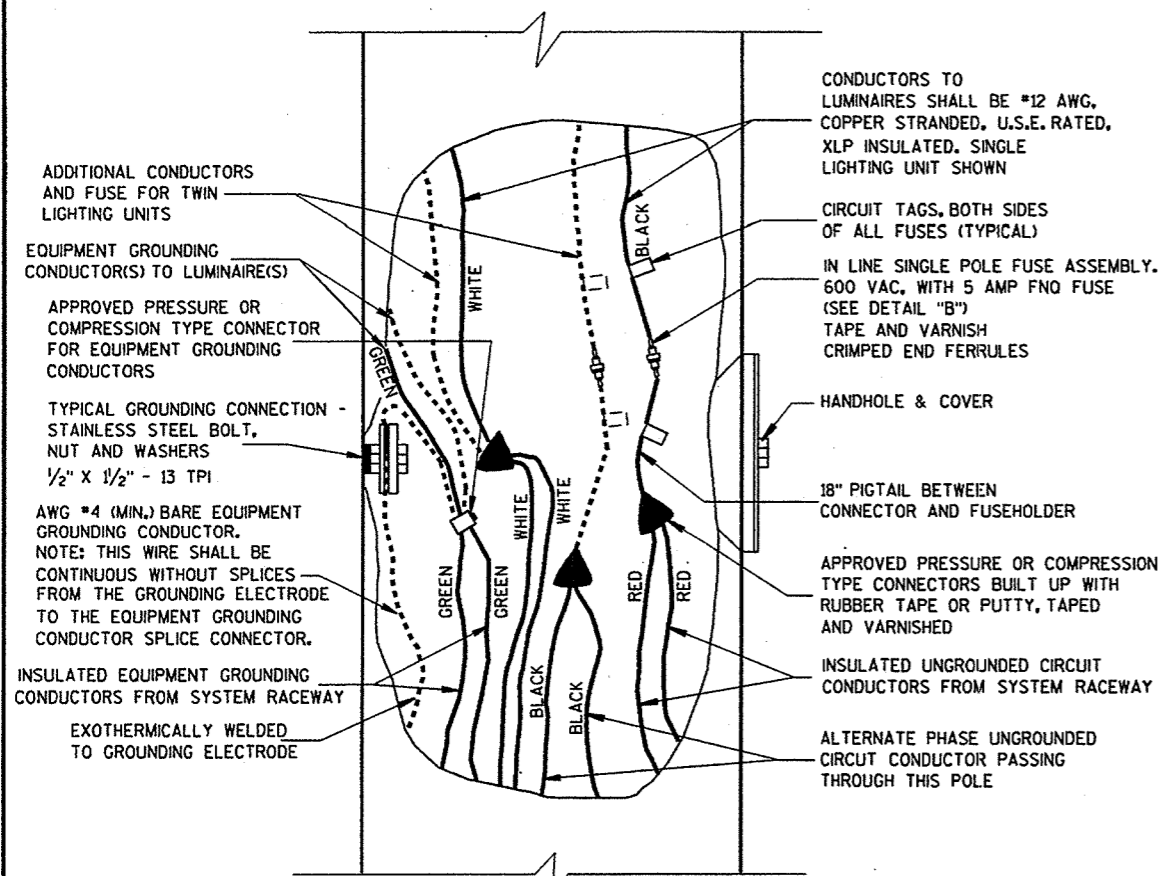 ADDITIONAL CONDUCTORS
AND FUSE FOR TWIN
LIGHTING UNITS
EQUIPMENT GROUNDING
CONDUCTOR(S) TO LUMINAIRE(S)
APPROVED PRESSURE OR
COMPRESSION TYPE CONNECTOR
FOR EQUIPMENT GROUNDING
CONDUCTORS
TYPICAL GROUNDING CONNECTION -
STAINLESS STEEL BOLT,
NUT AND WASHERS
1/2" X 1 1/2" - 13 TPI
AWG #4 (MIN.) BARE EQUIPMENT
GROUNDING CONDUCTOR.
NOTE: THIS WIRE SHALL BE
CONTINUOUS WITHOUT SPLICES
FROM THE GROUNDING ELECTRODE
TO THE EQUIPMENT GROUNDING
CONDUCTOR SPLICE CONNECTOR.
INSULATED EQUIPMENT GROUNDING
CONDUCTORS FROM SYSTEM RACEWAY
EXOTHERMICALLY WELDED
TO GROUNDING ELECTRODE
WHITE
BLACK
GREEN
WHITE
WHITE
GREEN
GREEN
BLACK
BLACK
RED
RED
CONDUCTORS TO
LUMINAIRES SHALL BE #12 AWG,
COPPER STRANDED, U.S.E. RATED,
XLP INSULATED. SINGLE
LIGHTING UNIT SHOWN
CIRCUIT TAGS, BOTH SIDES
OF ALL FUSES (TYPICAL)
IN LINE SINGLE POLE FUSE ASSEMBLY.
600 VAC, WITH 5 AMP FNQ FUSE
(SEE DETAIL "B")
TAPE AND VARNISH
CRIMPED END FERRULES
HANDHOLE & COVER
18" PIGTAIL BETWEEN
CONNECTOR AND FUSEHOLDER
APPROVED PRESSURE OR COMPRESSION
TYPE CONNECTORS BUILT UP WITH
RUBBER TAPE OR PUTTY, TAPED
AND VARNISHED
INSULATED UNGROUNDED CIRCUIT
CONDUCTORS FROM SYSTEM RACEWAY
ALTERNATE PHASE UNGROUNDED
CIRCUT CONDUCTOR PASSING
THROUGH THIS POLE